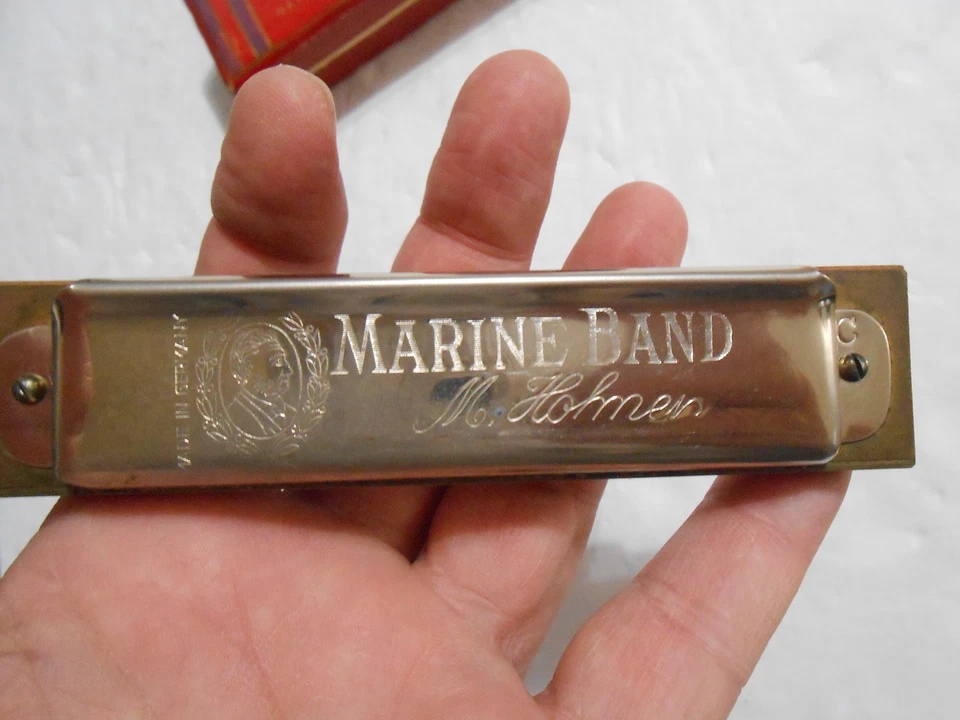 MADE IN GERMANY
MARINE BAND
M. Hohner
C